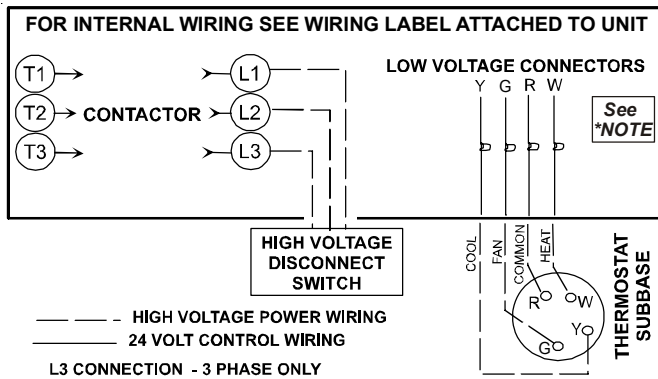 FOR INTERNAL WIRING SEE WIRING LABEL ATTACHED TO UNIT
T1 L1
T2 CONTACTOR L2
T3 L3
LOW VOLTAGE CONNECTORS
Y G R W
See
*NOTE
HIGH VOLTAGE
DISCONNECT
SWITCH
COOL
FAN
COMMON
HEAT
THERMOSTAT
SUBBASE
R W
Y
G
HIGH VOLTAGE POWER WIRING
24 VOLT CONTROL WIRING
L3 CONNECTION - 3 PHASE ONLY